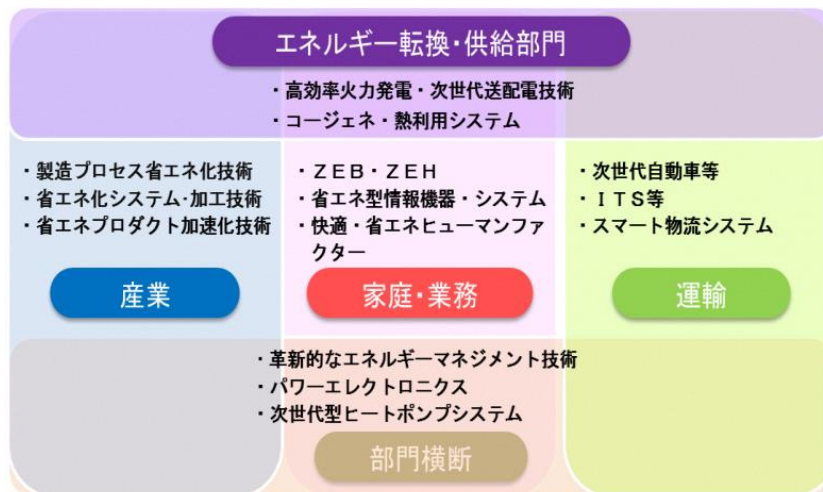 エネルギー転換・供給部門
・高効率火力発電・次世代送配電技術
・コージェネ・熱利用システム
・製造プロセス省エネ化技術
・省エネ化システム・加工技術
・省エネプロダクト加速化技術
産業
・ＺＥＢ・ＺＥＨ
・省エネ型情報機器・システム
・快適・省エネヒューマンファ
クター
家庭・業務
・次世代自動車等
・ＩＴＳ等
・スマート物流システム
運輸
・革新的なエネルギーマネジメント技術
・パワーエレクトロニクス
・次世代型ヒートポンプシステム
部門横断